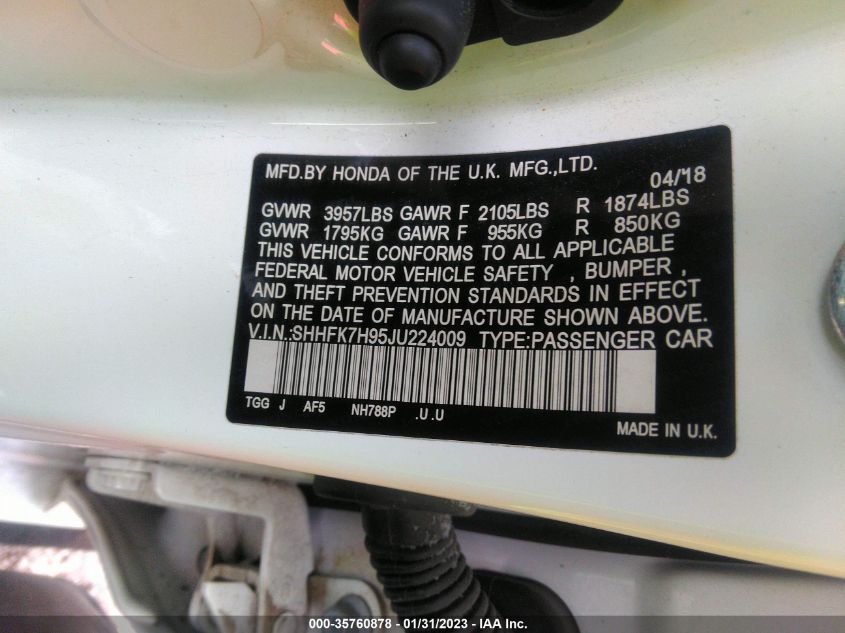 MFD.BY HONDA OF THE U.K. MFG.,LTD. 04/'18
GVWR 3957LBS GAWR F 2105LBS R 1874LBS
GVWR 1795KG GAWR F 955KG R 850KG
THIS VEHICLE CONFORMS TO ALL APPLICABLE
FEDERAL MOTOR VEHICLE SAFETY , BUMPER ,
AND THEFT PREVENTION STANDARDS IN EFFECT
ON THE DATE OF MANUFACTURE SHOWN ABOVE.
V.I.N.:SHHFK7H95JU224009 TYPE:PASSENGER CAR
TGG J AF5 NH788P .U.U
MADE IN U.K.
000-35760878 - 01/31/2023 - IAA Inc.